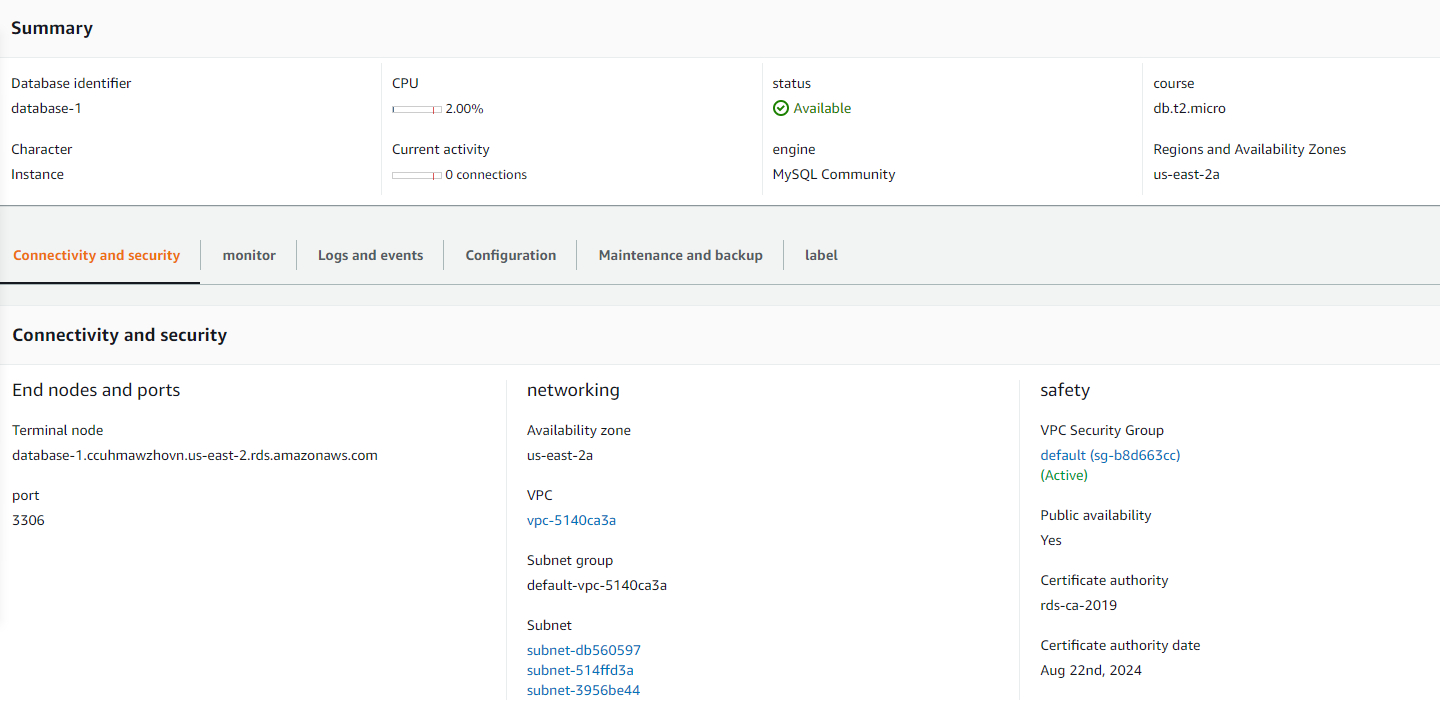 Summary
Database identifier
database-1
CPU
2.00%
status
Available
course
db.t2.micro
Character
Instance
Current activity
0 connections
engine
MySQL Community
Regions and Availability Zones
us-east-2a
Connectivity and security
monitor
Logs and events
Configuration
Maintenance and backup
label
Connectivity and security
End nodes and ports
Terminal node
database-1.ccuhmawzhovn.us-east-2.rds.amazonaws.com
port
3306
networking
Availability zone
us-east-2a
VPC
vpc-5140ca3a
Subnet group
default-vpc-5140ca3a
Subnet
subnet-db560597
subnet-514ffd3a
subnet-3956be44
safety
VPC Security Group
default (sg-b8d663cc)
(Active)
Public availability
Yes
Certificate authority
rds-ca-2019
Certificate authority date
Aug 22nd, 2024